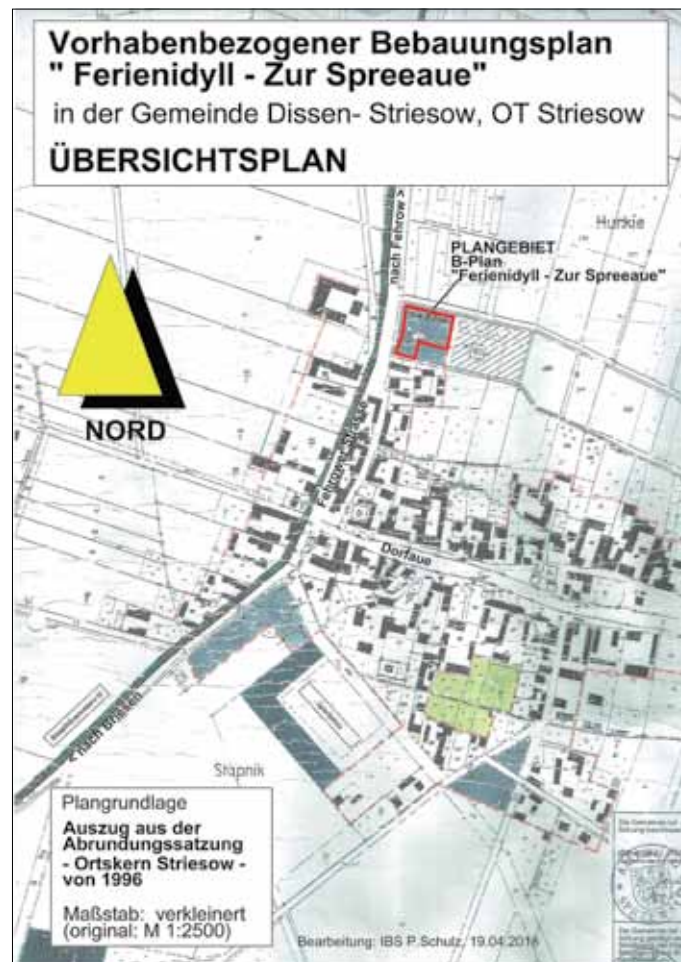 Vorhabenbezogener Bebauungsplan
" Ferienidyll - Zur Spreeaue"
in der Gemeinde Dissen- Striesow, OT Striesow
ÜBERSICHTSPLAN
nach Fehrow >
Hurkie
PLANGEBIET
B-Plan
"Ferienidyll - Zur Spreeaue"
NORD
Fehrower Strasse
Dorfaue
< nach Briesen
Stapnik
Plangrundlage
Auszug aus der
Abrundungssatzung
- Ortskern Striesow -
von 1996
Maßstab: verkleinert
(original: M 1:2500)
Bearbeitung: IBS P.Schulz, 19.04.2016